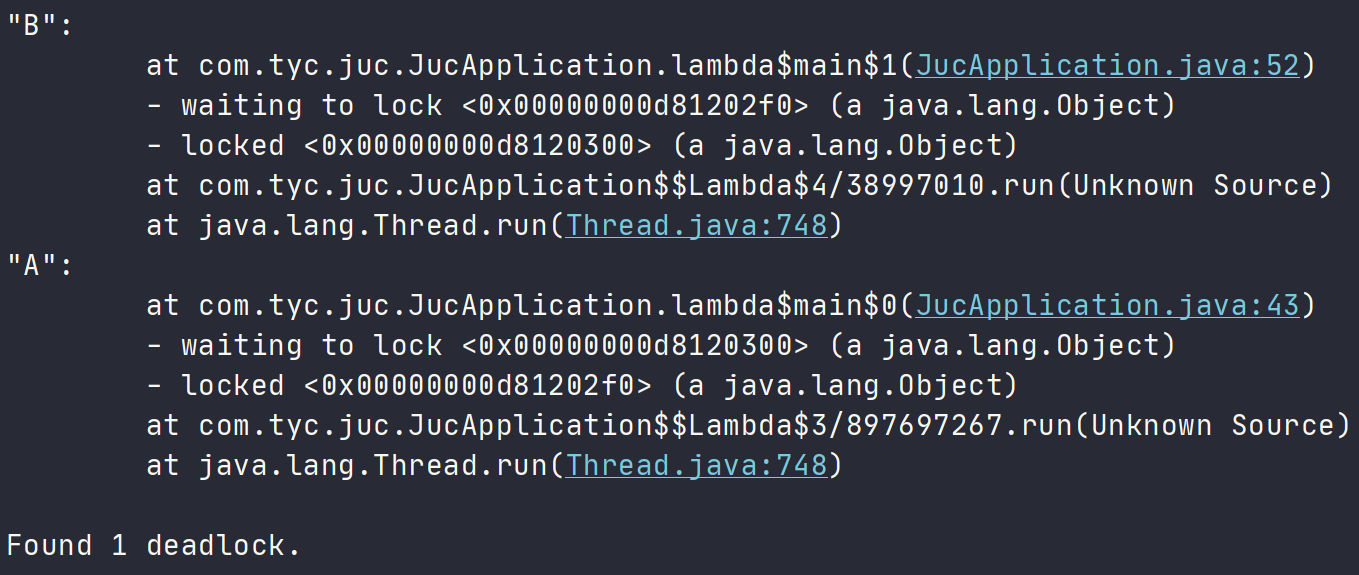 "B":
        at com.tyc.juc.JucApplication.lambda$main$1(JucApplication.java:52)
        - waiting to lock <0x00000000d81202f0> (a java.lang.Object)
        - locked <0x00000000d8120300> (a java.lang.Object)
        at com.tyc.juc.JucApplication$$Lambda$4/38997010.run(Unknown Source)
        at java.lang.Thread.run(Thread.java:748)
"A":
        at com.tyc.juc.JucApplication.lambda$main$0(JucApplication.java:43)
        - waiting to lock <0x00000000d8120300> (a java.lang.Object)
        - locked <0x00000000d81202f0> (a java.lang.Object)
        at com.tyc.juc.JucApplication$$Lambda$3/897697267.run(Unknown Source)
        at java.lang.Thread.run(Thread.java:748)

Found 1 deadlock.